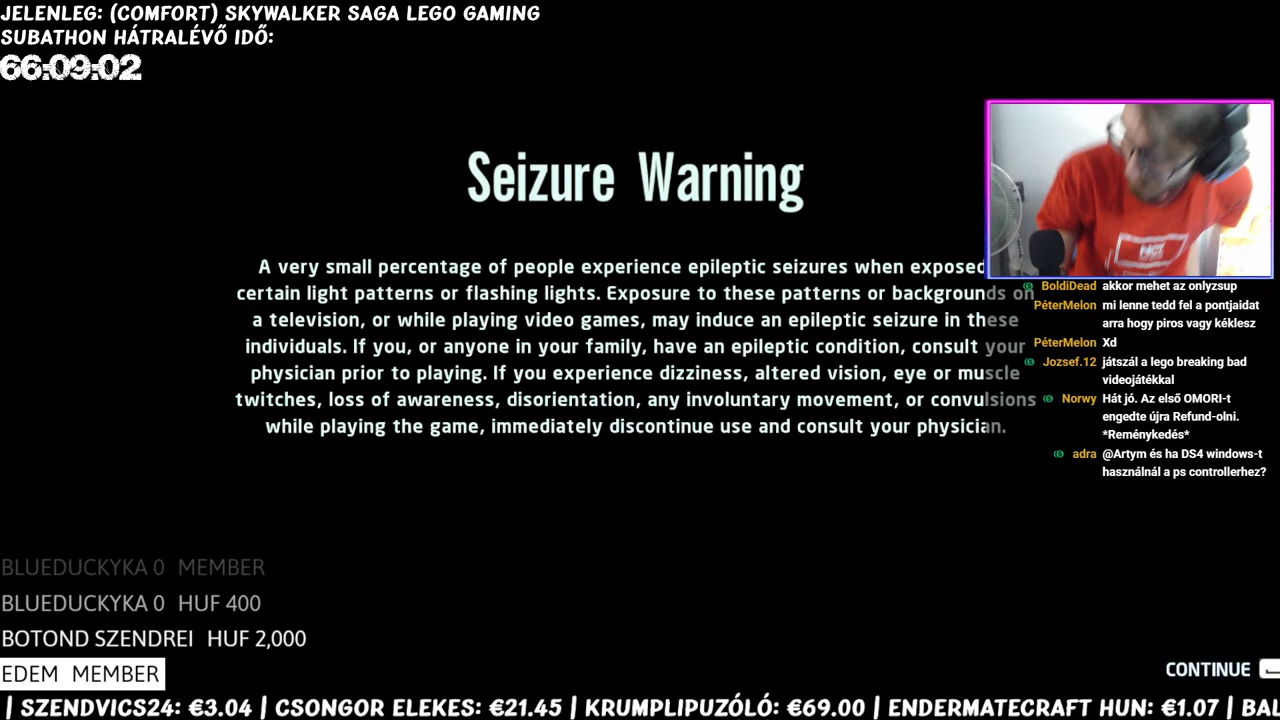 JELENLEG: (COMFORT) SKYWALKER SAGA LEGO GAMING
SUBATHON HÁTRALÉVŐ IDŐ:
66:09:02
Seizure Warning
A very small percentage of people experience epileptic seizures when exposed
certain light patterns or flashing lights. Exposure to these patterns or backgrounds on
a television, or while playing video games, may induce an epileptic seizure in these
individuals. If you, or anyone in your family, have an epileptic condition, consult your
physician prior to playing. If you experience dizziness, altered vision, eye or muscle
twitches, loss of awareness, disorientation, any involuntary movement, or convulsions
while playing the game, immediately discontinue use and consult your physician.
BoldiDead akkor mehet az onlyzsup
PéterMelon mi lenne tedd fel a pontjaidat
arra hogy piros vagy kéklesz
PéterMelon Xd
Jozsef.12 játszál a lego breaking bad
videojátékkal
Norwy Hát jó. Az első OMORI-t
engedte újra Refund-olni.
*Reménykedés*
adra @Artym és ha DS4 windows-t
használnál a ps controllerhez?
BLUEDUCKYKA 0 MEMBER
BLUEDUCKYKA 0 HUF 400
BOTOND SZENDREI HUF 2,000
EDEM MEMBER
CONTINUE
| SZENDVICS24: €3.04 | CSONGOR ELEKES: €21.45 | KRUMPLIPUZÓLÓ: €69.00 | ENDERMATECRAFT HUN: €1.07 | BAL